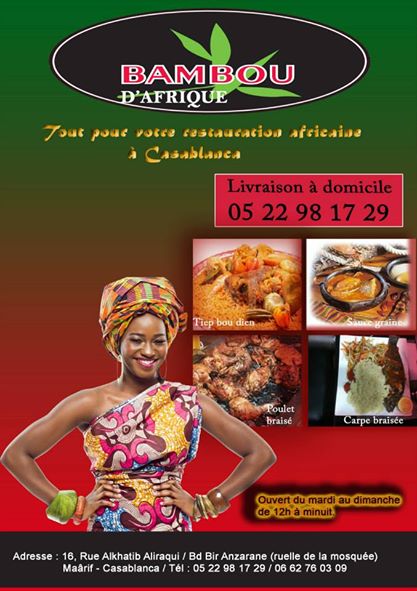 BAMBOU
D'AFRIQUE
Tout pour votre restauration africaine
à Casablanca
Livraison à domicile
05 22 98 17 29
Tiep bou dien
Sauce graine
Poulet
braisé
Carpe braisée
Ouvert du mardi au dimanche
de 12h à minuit.
Adresse : 16, Rue Alkhatib Aliraqui / Bd Bir Anzarane (ruelle de la mosquée)
Maârif - Casablanca / Tél : 05 22 98 17 29 / 06 62 76 03 09